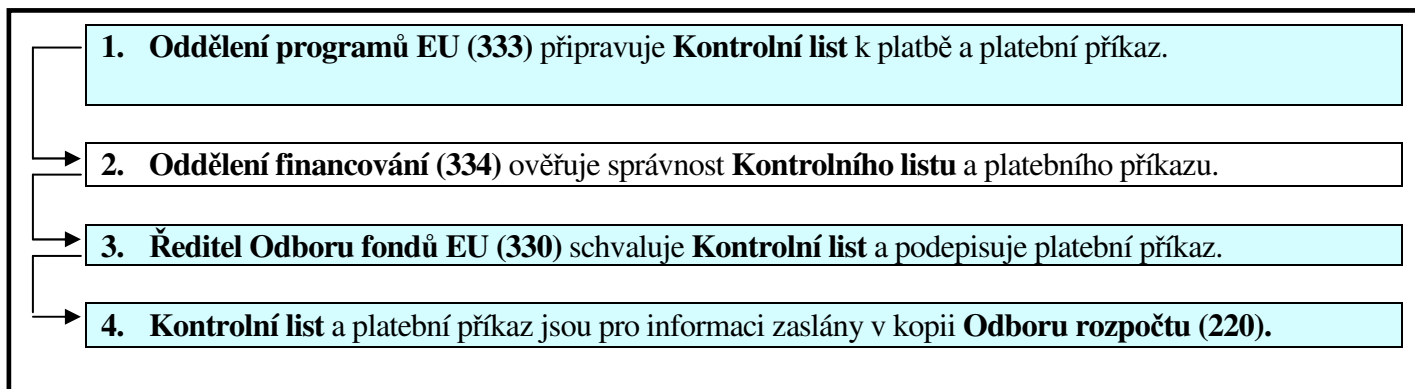 1. Oddělení programů EU (333) připravuje Kontrolní list k platbě a platební příkaz.
2. Oddělení financování (334) ověřuje správnost Kontrolního listu a platebního příkazu.
3. Ředitel Odboru fondů EU (330) schvaluje Kontrolní list a podepisuje platební příkaz.
4. Kontrolní list a platební příkaz jsou pro informaci zaslány v kopii Odboru rozpočtu (220).